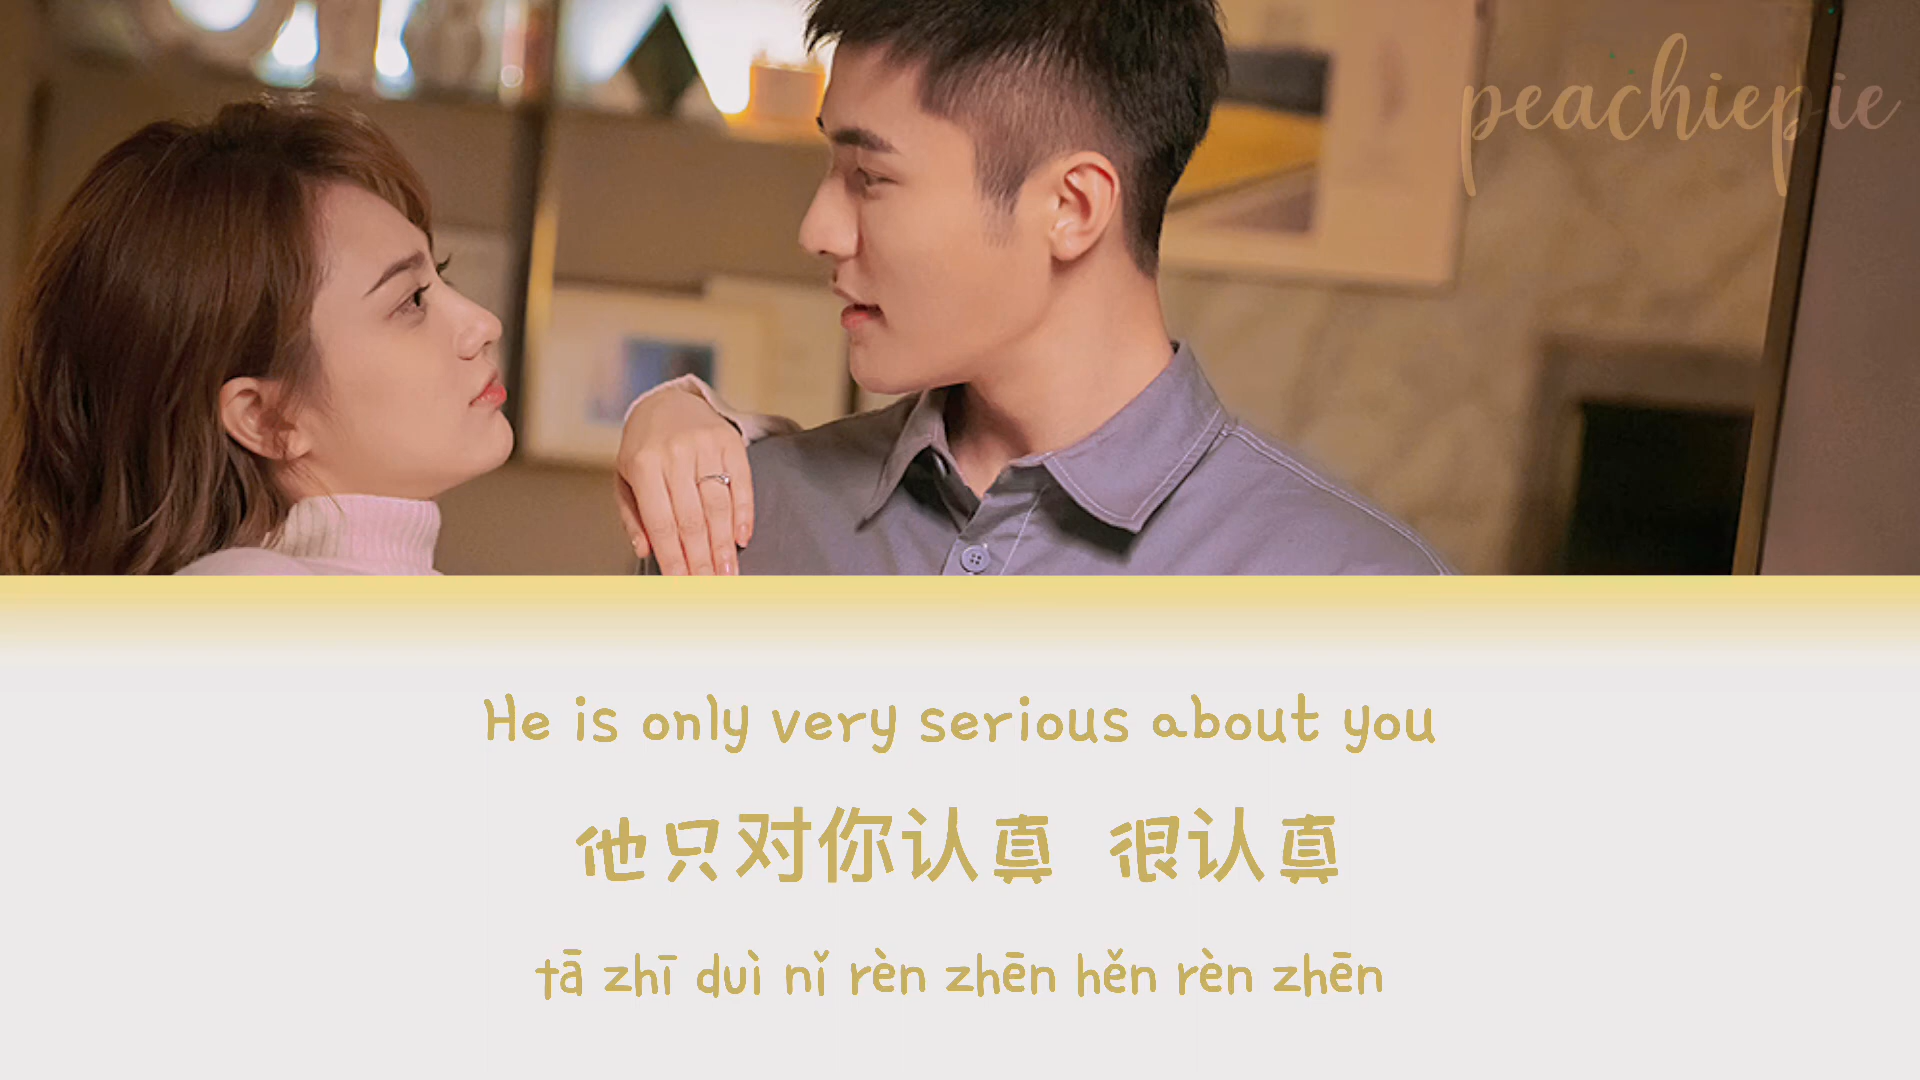 peachiepie
He is only very serious about you
他只对你认真 很认真
tā zhī duì nǐ rèn zhēn hěn rèn zhēn